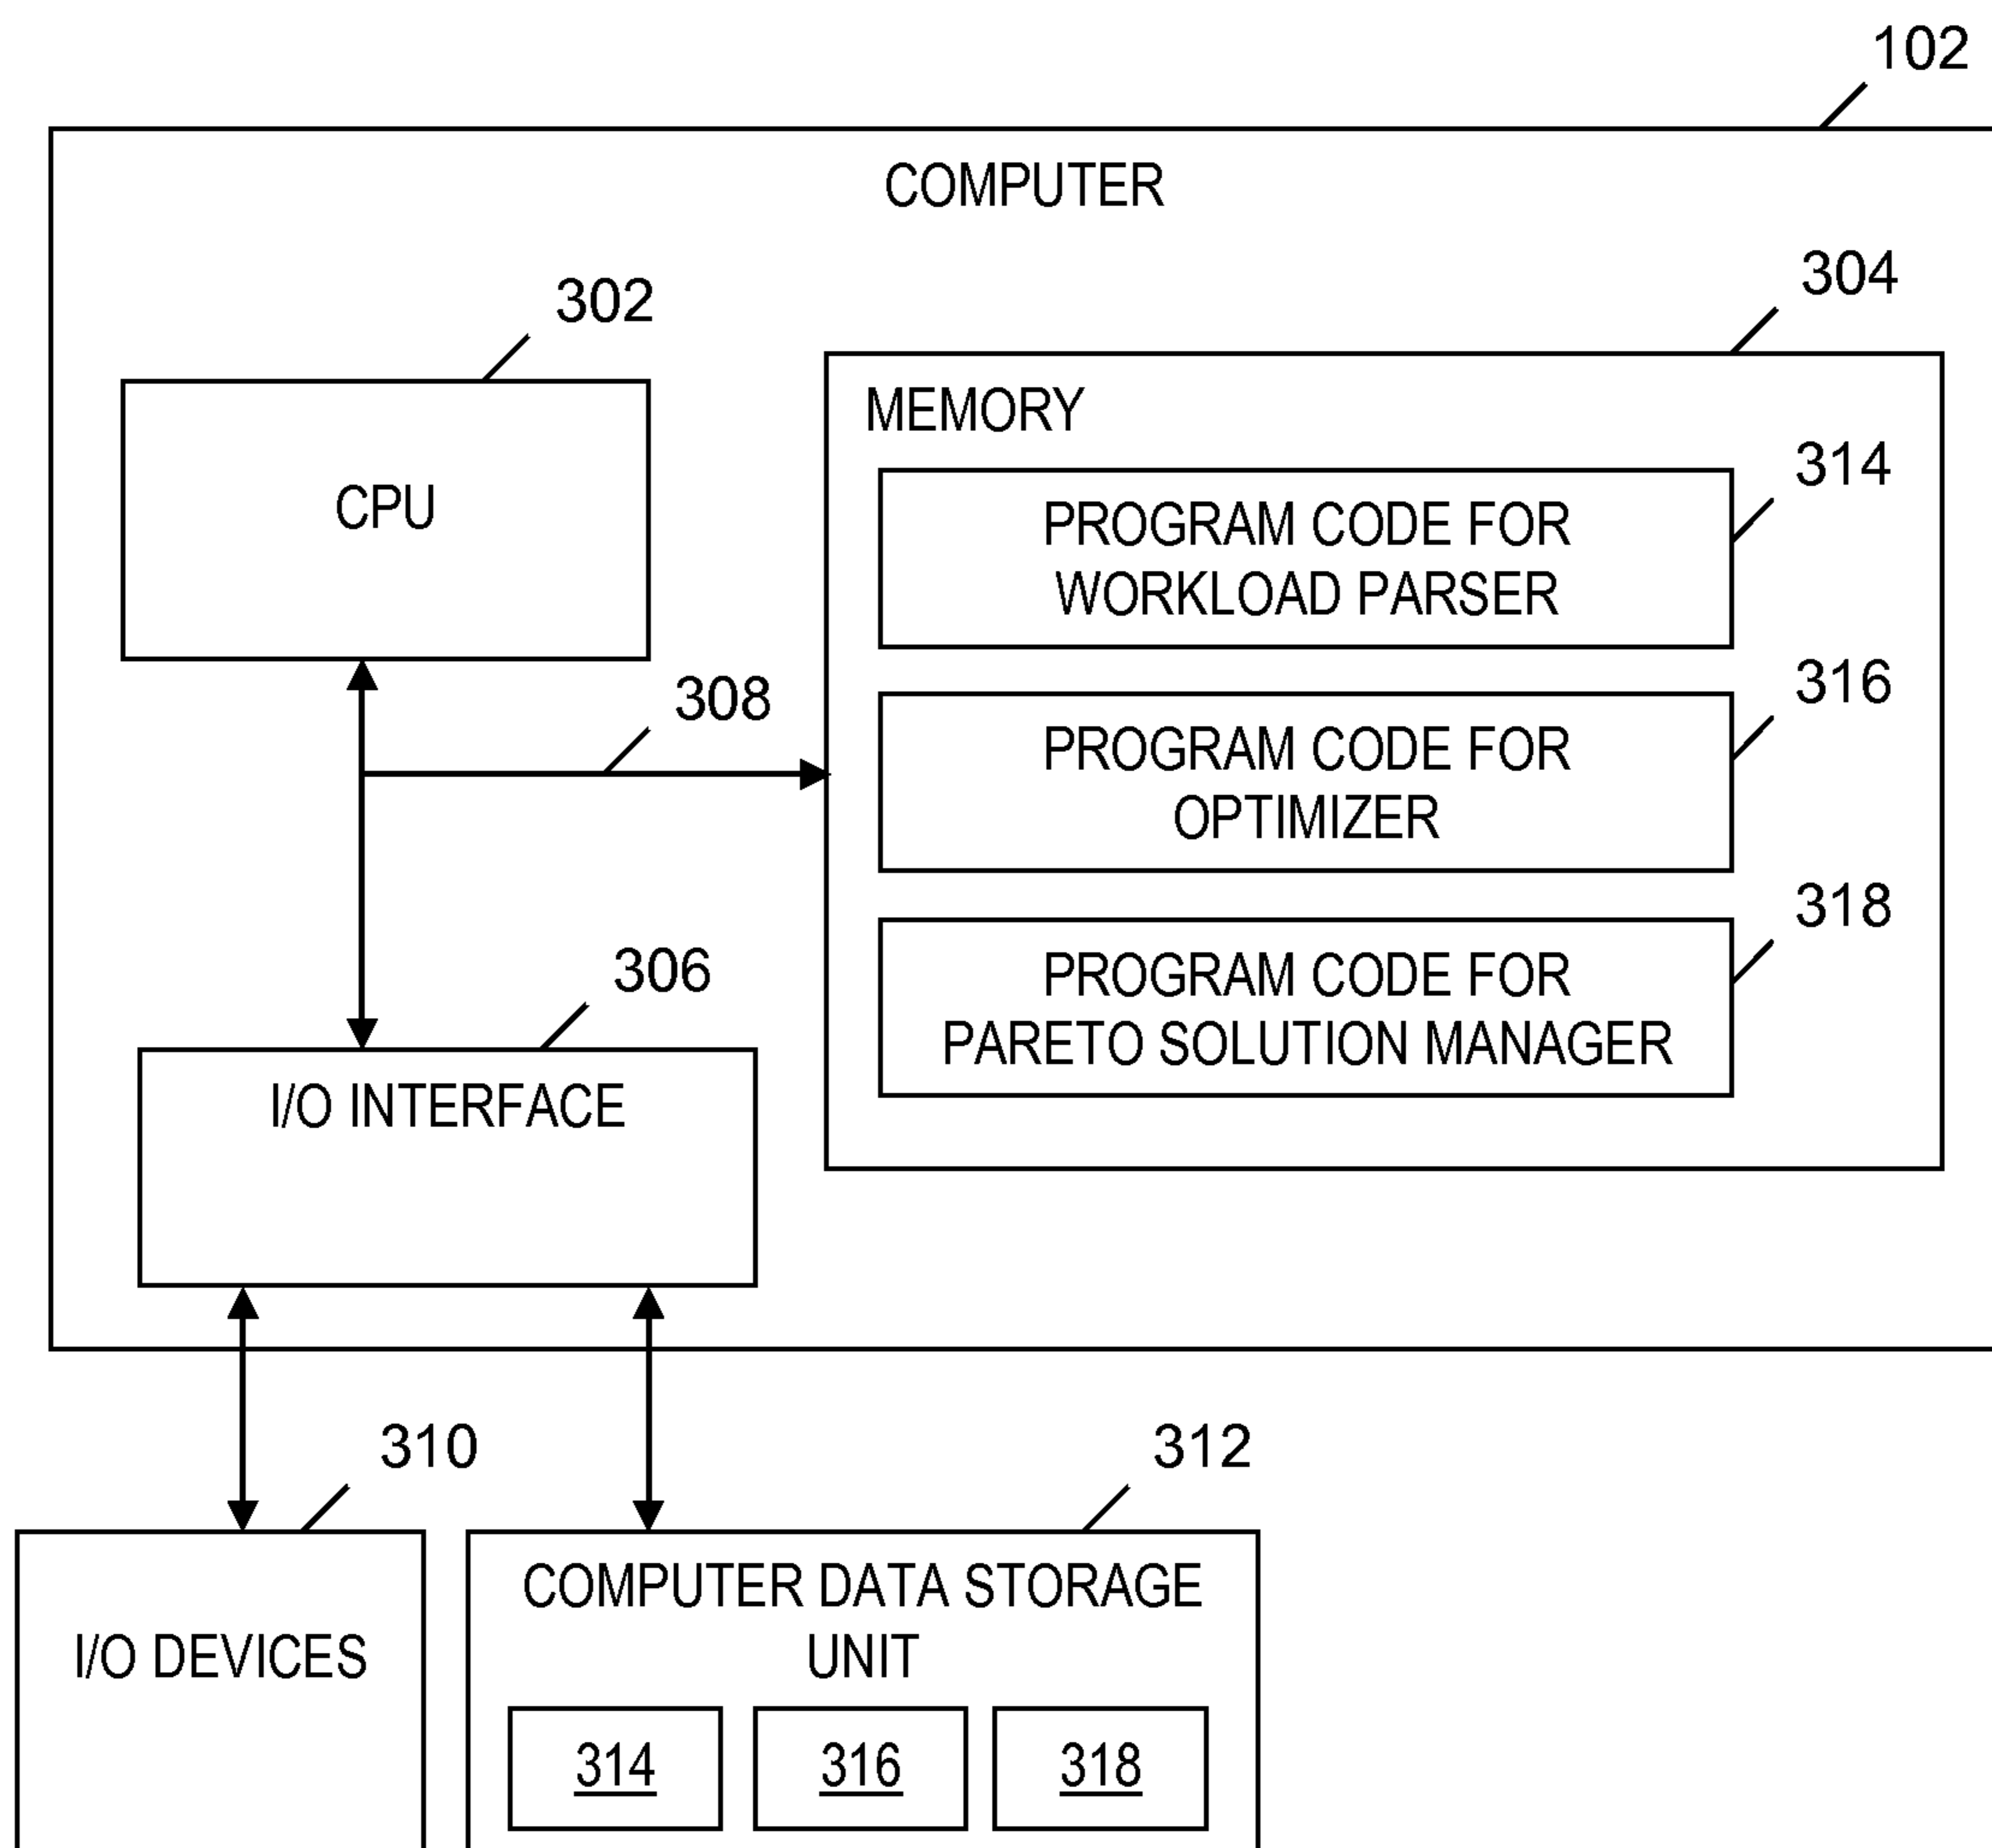 102
COMPUTER
302
304
CPU
MEMORY
314
PROGRAM CODE FOR
WORKLOAD PARSER
308
316
PROGRAM CODE FOR
OPTIMIZER
318
PROGRAM CODE FOR
PARETO SOLUTION MANAGER
306
I/O INTERFACE
310
312
I/O DEVICES
COMPUTER DATA STORAGE
UNIT
314
316
318